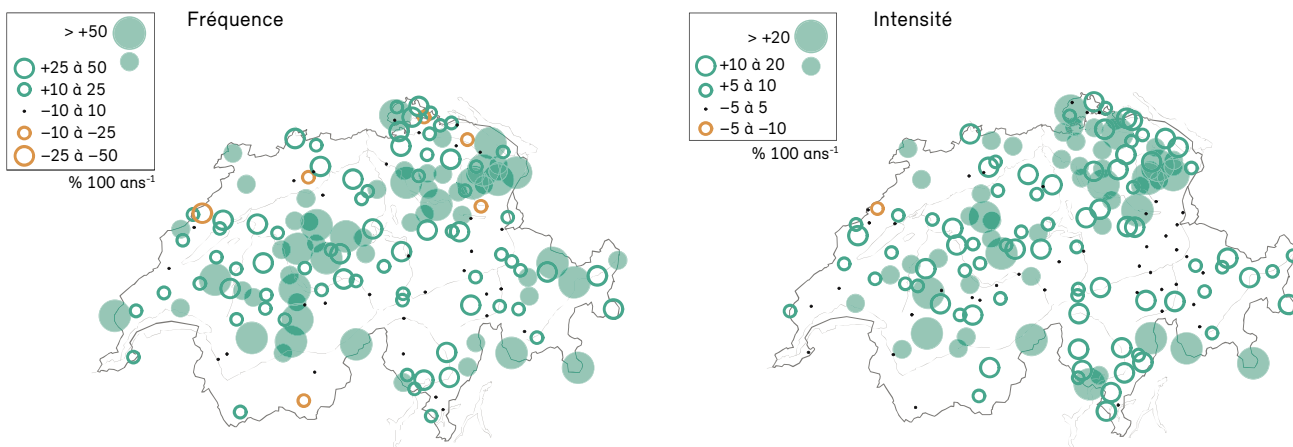 Fréquence
> +50
+25 à 50
+10 à 25
−10 à 10
−10 à −25
−25 à −50
% 100 ans⁻¹
Intensité
> +20
+10 à 20
+5 à 10
−5 à 5
−5 à −10
% 100 ans⁻¹